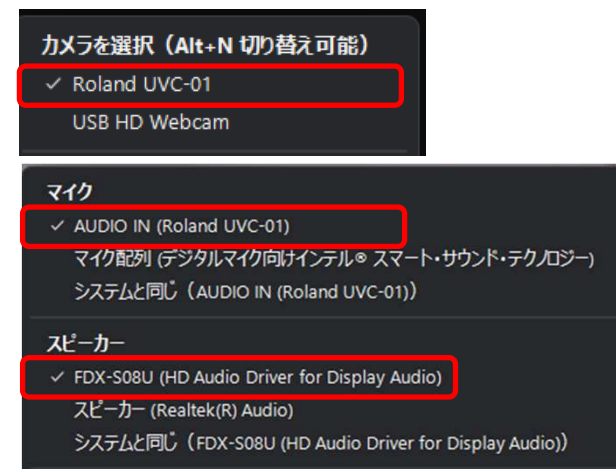 カメラを選択（Alt+N 切り替え可能）
✓ Roland UVC-01
USB HD Webcam
マイク
✓ AUDIO IN (Roland UVC-01)
マイク配列 (デジタルマイク向けインテル® スマート・サウンド・テクノロジー)
システムと同じ（AUDIO IN (Roland UVC-01)）
スピーカー
✓ FDX-S08U (HD Audio Driver for Display Audio)
スピーカー (Realtek(R) Audio)
システムと同じ（FDX-S08U (HD Audio Driver for Display Audio)）